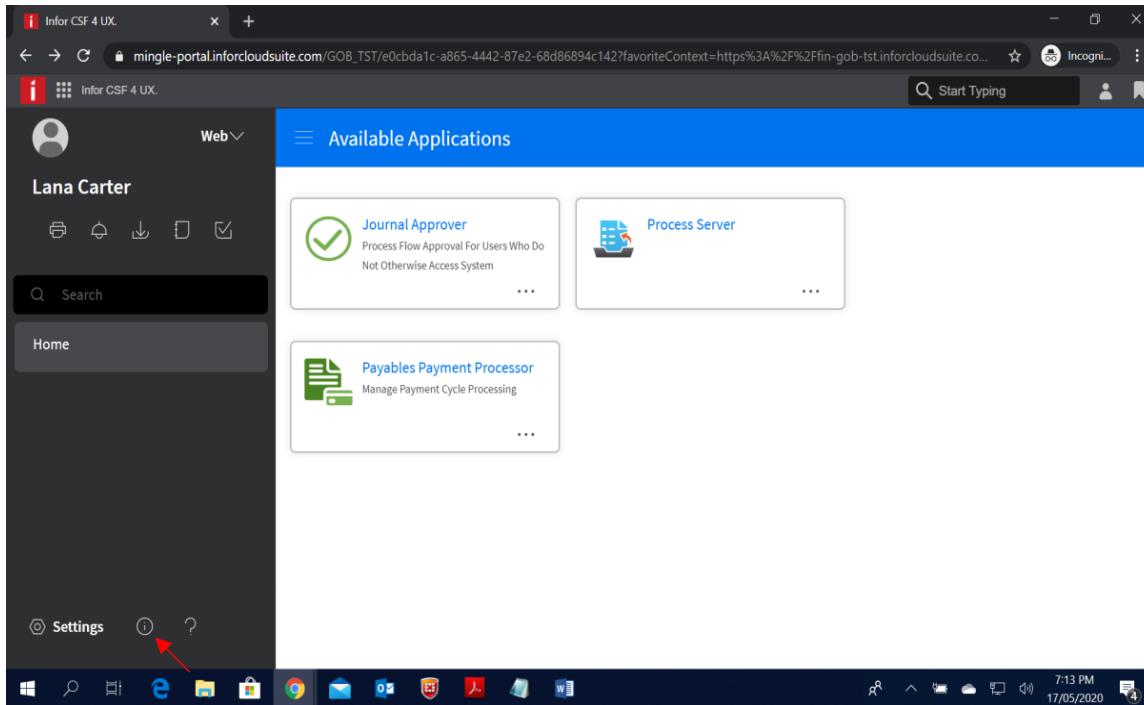 Infor CSF 4 UX.
mingle-portal.inforcloudsuite.com/GOB_TST/e0cbda1c-a865-4442-87e2-68d86894c142?favoriteContext=https%3A%2F%2Ffin-gob-tst.inforcloudsuite.co...
Incogni...
Infor CSF 4 UX.
Start Typing
Web
Available Applications
Lana Carter
Search
Home
Journal Approver
Process Flow Approval For Users Who Do
Not Otherwise Access System
...
Process Server
...
Payables Payment Processor
Manage Payment Cycle Processing
...
Settings
7:13 PM
17/05/2020
4